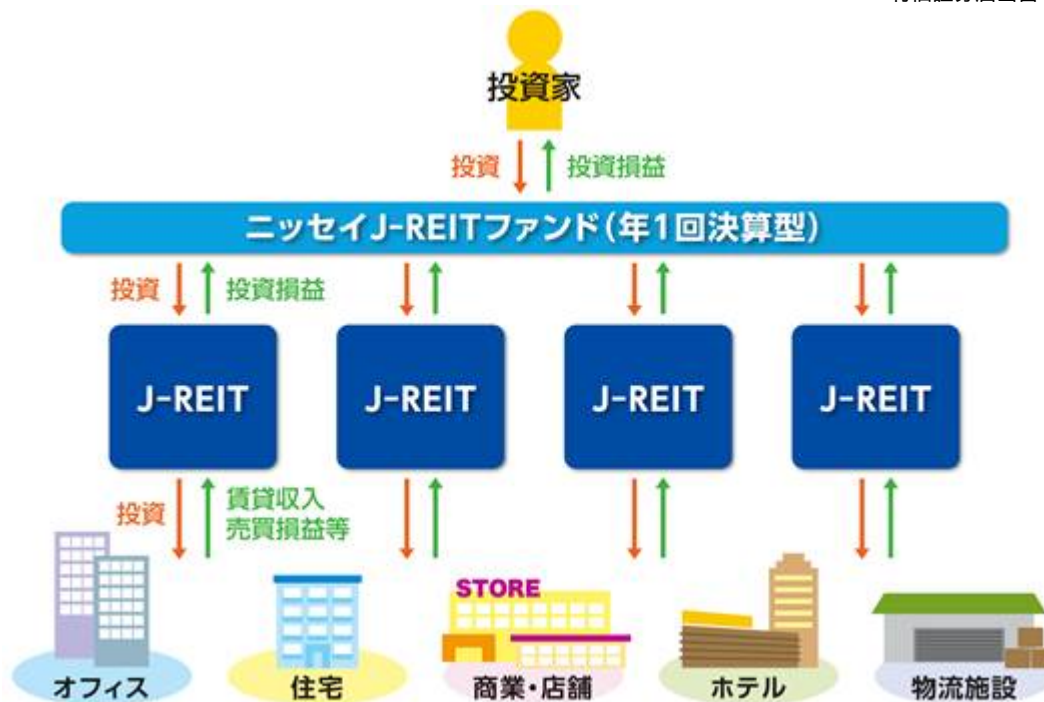 投資家
投資
投資損益
ニッセイJ-REITファンド(年1回決算型)
投資
投資損益
J-REIT
J-REIT
J-REIT
J-REIT
投資
賃貸収入
売買損益等
STORE
オフィス
住宅
商業・店舗
ホテル
物流施設